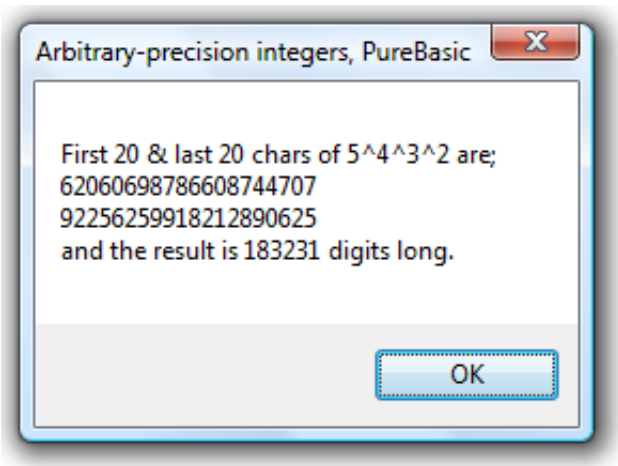 Arbitrary-precision integers, PureBasic
First 20 & last 20 chars of 5^4^3^2 are;
62060698786608744707
92256259918212890625
and the result is 183231 digits long.
OK